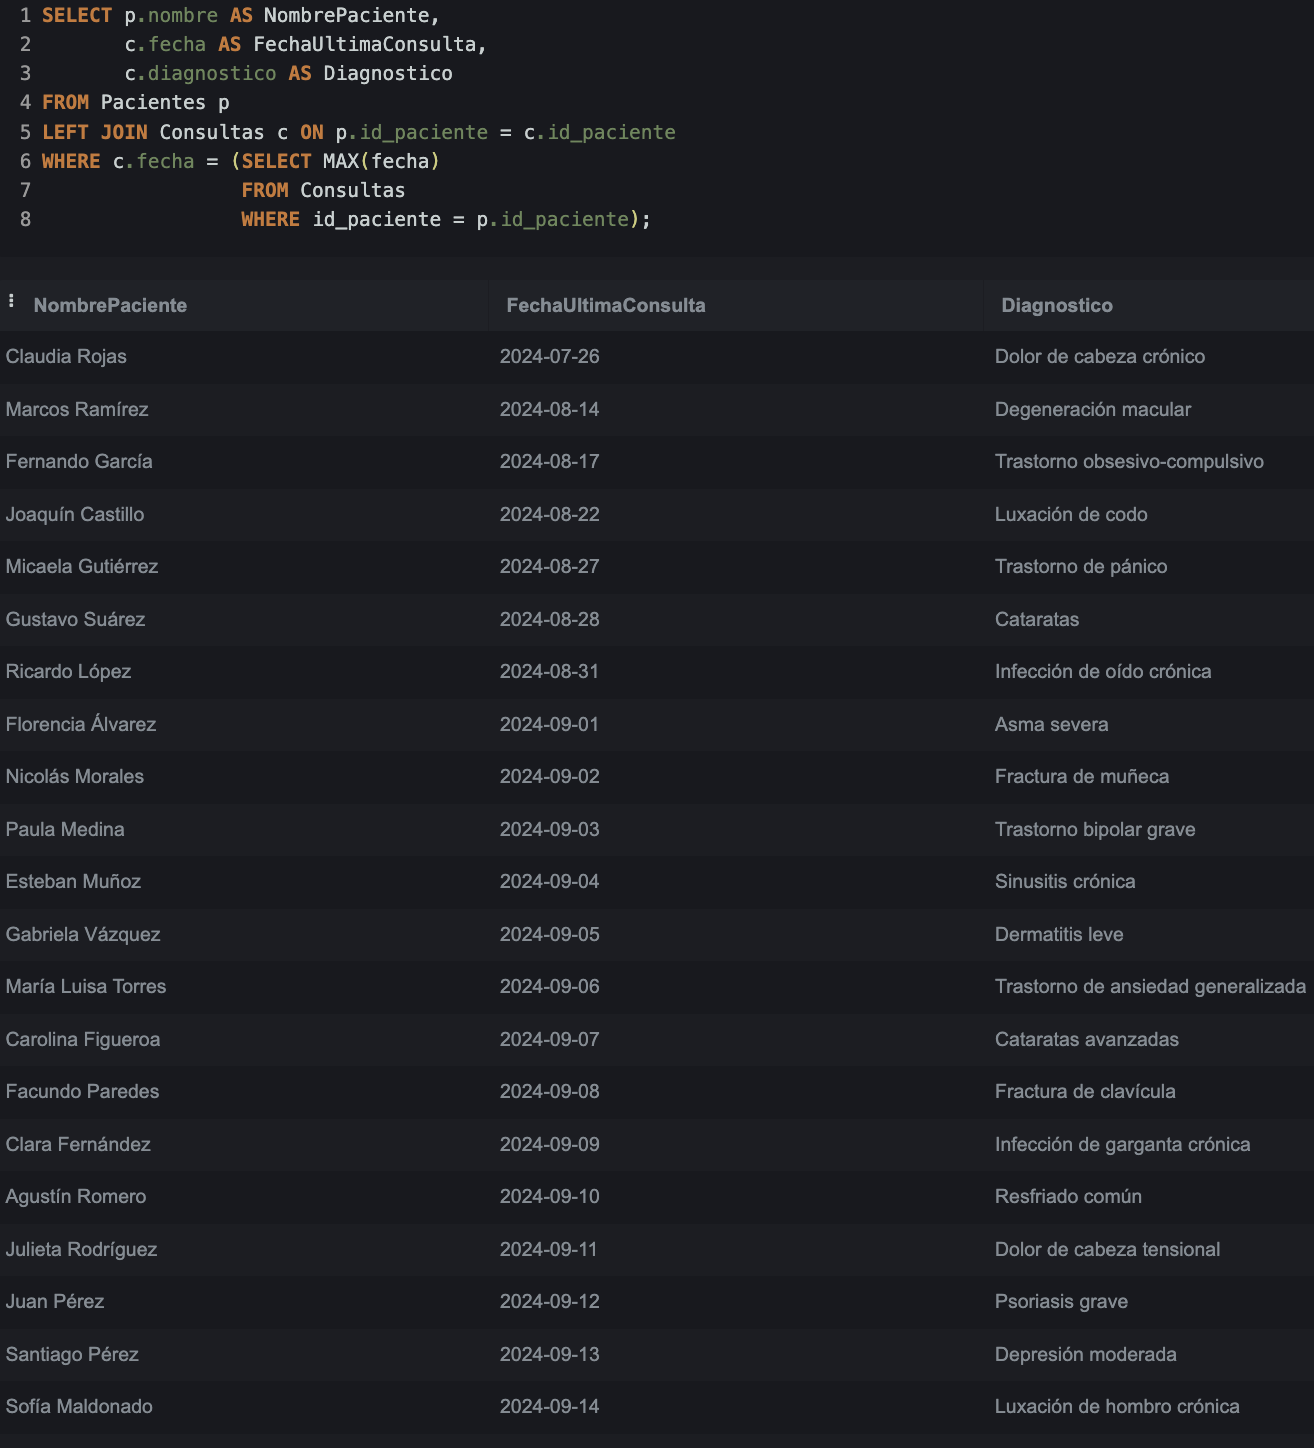 1 SELECT p.nombre AS NombrePaciente,
2 c.fecha AS FechaUltimaConsulta,
3 c.diagnostico AS Diagnostico
4 FROM Pacientes p
5 LEFT JOIN Consultas c ON p.id_paciente = c.id_paciente
6 WHERE c.fecha = (SELECT MAX(fecha)
7 FROM Consultas
8 WHERE id_paciente = p.id_paciente);
NombrePaciente FechaUltimaConsulta Diagnostico
Claudia Rojas 2024-07-26 Dolor de cabeza crónico
Marcos Ramírez 2024-08-14 Degeneración macular
Fernando García 2024-08-17 Trastorno obsesivo-compulsivo
Joaquín Castillo 2024-08-22 Luxación de codo
Micaela Gutiérrez 2024-08-27 Trastorno de pánico
Gustavo Suárez 2024-08-28 Cataratas
Ricardo López 2024-08-31 Infección de oído crónica
Florencia Álvarez 2024-09-01 Asma severa
Nicolás Morales 2024-09-02 Fractura de muñeca
Paula Medina 2024-09-03 Trastorno bipolar grave
Esteban Muñoz 2024-09-04 Sinusitis crónica
Gabriela Vázquez 2024-09-05 Dermatitis leve
María Luisa Torres 2024-09-06 Trastorno de ansiedad generalizada
Carolina Figueroa 2024-09-07 Cataratas avanzadas
Facundo Paredes 2024-09-08 Fractura de clavícula
Clara Fernández 2024-09-09 Infección de garganta crónica
Agustín Romero 2024-09-10 Resfriado común
Julieta Rodríguez 2024-09-11 Dolor de cabeza tensional
Juan Pérez 2024-09-12 Psoriasis grave
Santiago Pérez 2024-09-13 Depresión moderada
Sofía Maldonado 2024-09-14 Luxación de hombro crónica